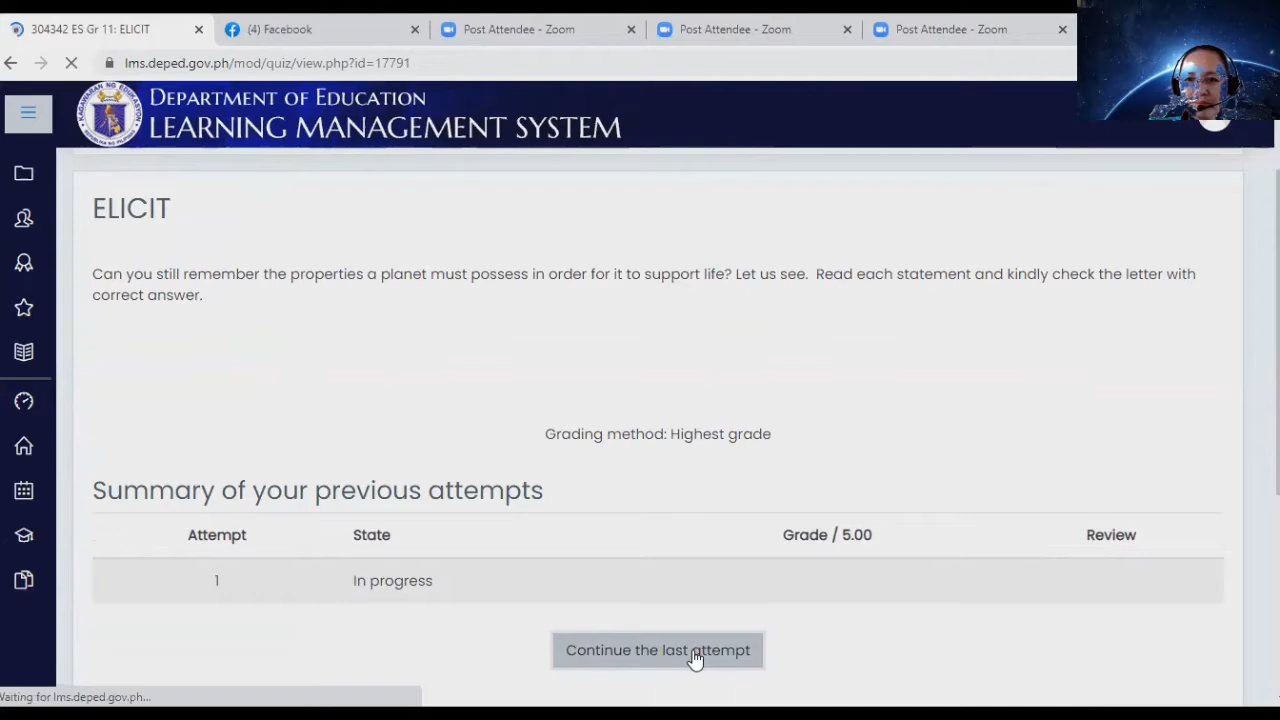 304342 ES Gr 11: ELICIT
(4) Facebook
Post Attendee - Zoom
Post Attendee - Zoom
Post Attendee - Zoom
lms.deped.gov.ph/mod/quiz/view.php?id=17791
DEPARTMENT OF EDUCATION
LEARNING MANAGEMENT SYSTEM
ELICIT
Can you still remember the properties a planet must possess in order for it to support life? Let us see. Read each statement and kindly check the letter with
correct answer.
Grading method: Highest grade
Summary of your previous attempts
Attempt State Grade / 5.00 Review
1 In progress
Continue the last attempt
Waiting for lms.deped.gov.ph...